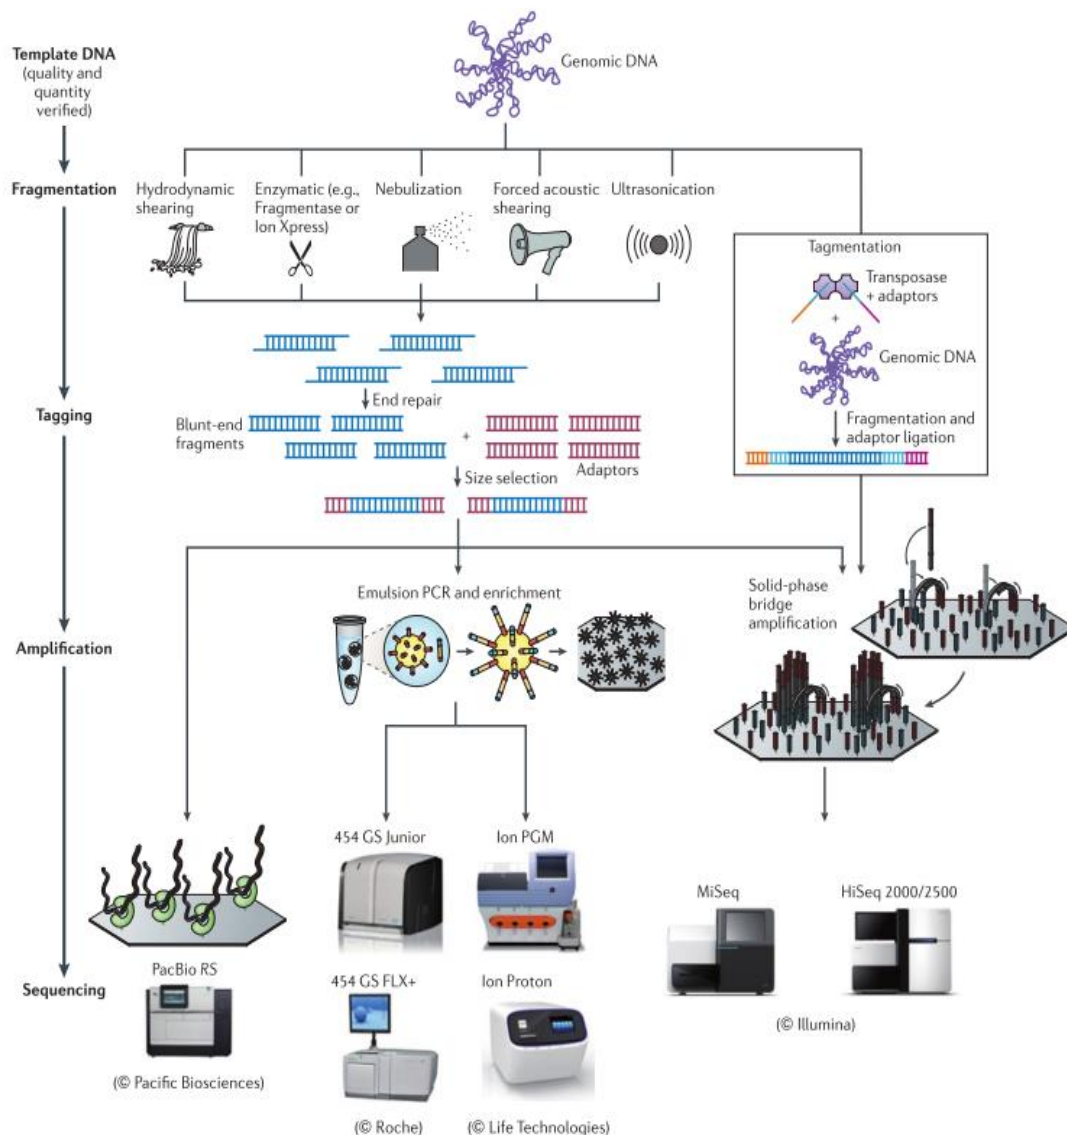 Template DNA
(quality and
quantity
verified)
Genomic DNA
Fragmentation
Hydrodynamic
shearing
Enzymatic (e.g.,
Fragmentase or
Ion Xpress)
Nebulization
Forced acoustic
shearing
Ultrasonication
Tagmentation
Transposase
+ adaptors
+
Genomic DNA
Fragmentation and
adaptor ligation
Tagging
End repair
Blunt-end
fragments
+
Adaptors
Size selection
Emulsion PCR and enrichment
Solid-phase
bridge
amplification
Amplification
454 GS Junior
Ion PGM
MiSeq
HiSeq 2000/2500
PacBio RS
Sequencing
454 GS FLX+
Ion Proton
(© Illumina)
(© Pacific Biosciences)
(© Roche)
(© Life Technologies)